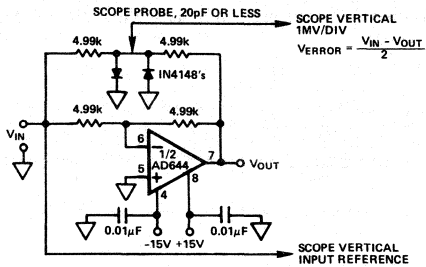 SCOPE PROBE, 20pF OR LESS
SCOPE VERTICAL
1MV/DIV
VERROR = VIN - VOUT
2
4.99k
4.99k
IN4148's
4.99k
4.99k
VIN
6
-
1/2
AD644
7
VOUT
5
+
8
4
0.01μF
-15V
+15V
0.01μF
SCOPE VERTICAL
INPUT REFERENCE